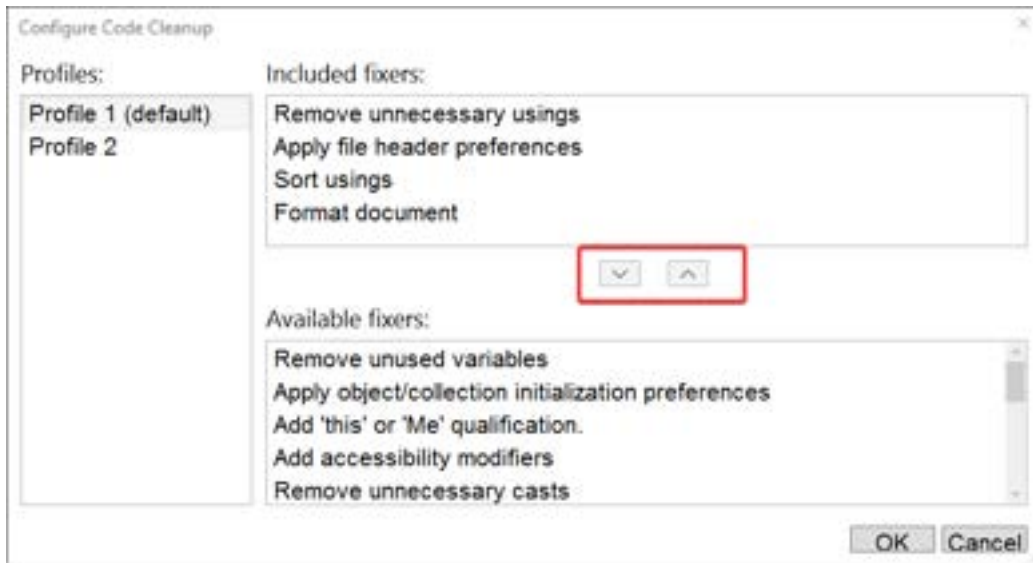 Configure Code Cleanup
Profiles:
Profile 1 (default)
Profile 2
Included fixers:
Remove unnecessary usings
Apply file header preferences
Sort usings
Format document
Available fixers:
Remove unused variables
Apply object/collection initialization preferences
Add 'this' or 'Me' qualification.
Add accessibility modifiers
Remove unnecessary casts
OK
Cancel